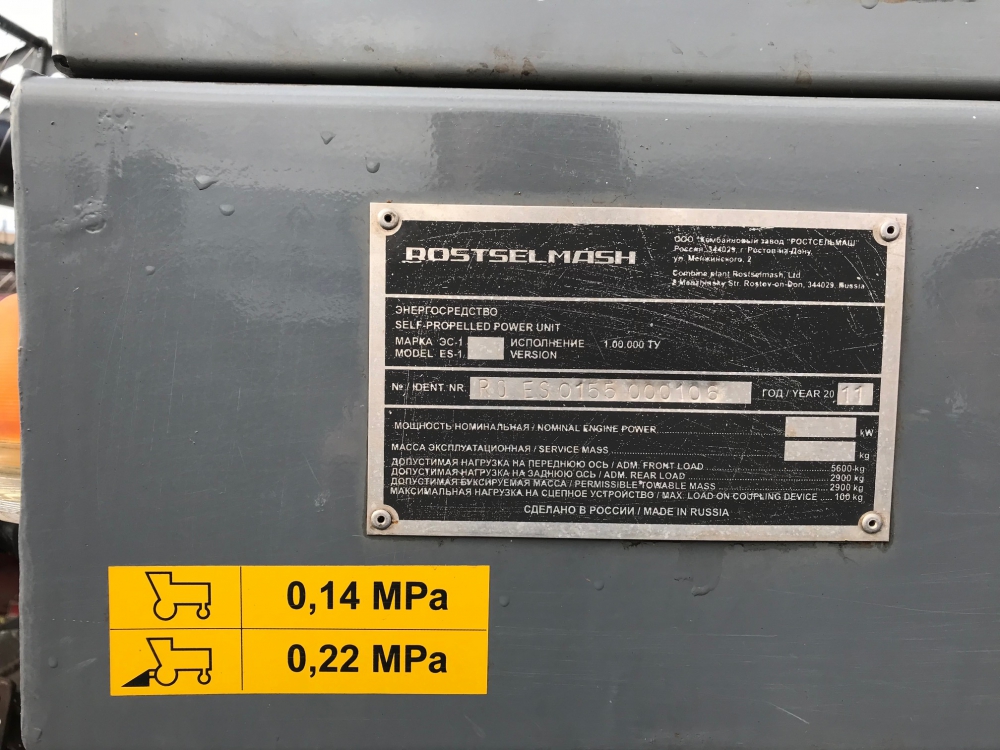 ROSTSELMASH
ООО "Комбайновый завод "РОСТСЕЛЬМАШ"
Россия, 344029, г. Ростов-на-Дону,
ул. Менжинского, 2
Combine plant Rostselmash, Ltd
2 Menzhinsky Str. Rostov-on-Don, 344029, Russia
ЭНЕРГОСРЕДСТВО
SELF-PROPELLED POWER UNIT
МАРКА ЭС-1. ИСПОЛНЕНИЕ 1.00.000 ТУ
MODEL ES-1. VERSION
№ / IDENT. NR. R0 ES 0155 000106 ГОД / YEAR 20 11
МОЩНОСТЬ НОМИНАЛЬНАЯ / NOMINAL ENGINE POWER kW
МАССА ЭКСПЛУАТАЦИОННАЯ / SERVICE MASS kg
ДОПУСТИМАЯ НАГРУЗКА НА ПЕРЕДНЮЮ ОСЬ / ADM. FRONT LOAD 5600 kg
ДОПУСТИМАЯ НАГРУЗКА НА ЗАДНЮЮ ОСЬ / ADM. REAR LOAD 2900 kg
ДОПУСТИМАЯ БУКСИРУЕМАЯ МАССА / PERMISSIBLE TOWABLE MASS 2900 kg
МАКСИМАЛЬНАЯ НАГРУЗКА НА СЦЕПНОЕ УСТРОЙСТВО / MAX. LOAD ON COUPLING DEVICE ..... 100 kg
СДЕЛАНО В РОССИИ / MADE IN RUSSIA
0,14 MPa
0,22 MPa